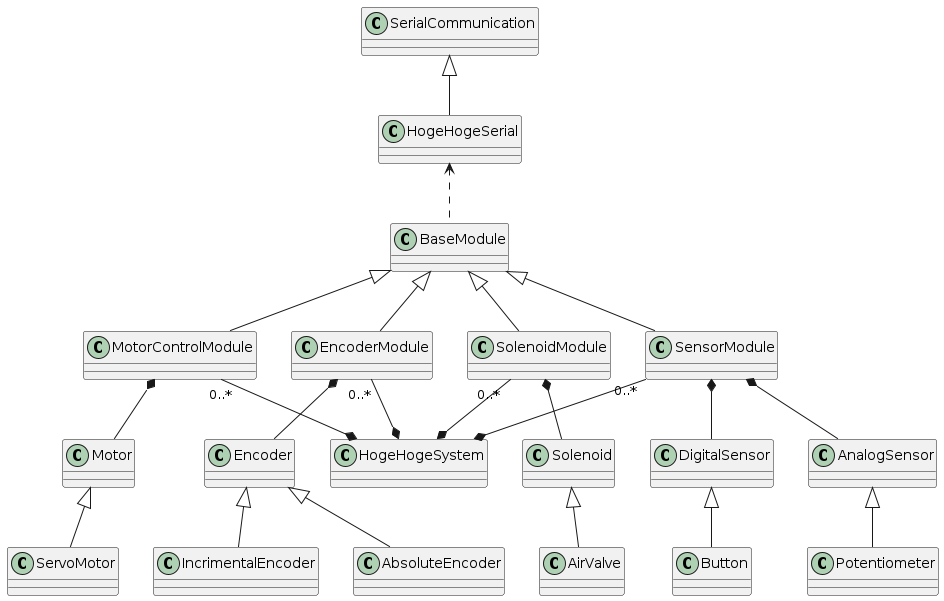 C SerialCommunication
C HogeHogeSerial
C BaseModule
C MotorControlModule C EncoderModule C SolenoidModule C SensorModule
0..* 0..* 0..* 0..*
C Motor C Encoder C HogeHogeSystem C Solenoid C DigitalSensor C AnalogSensor
C ServoMotor C IncrimentalEncoder C AbsoluteEncoder C AirValve C Button C Potentiometer